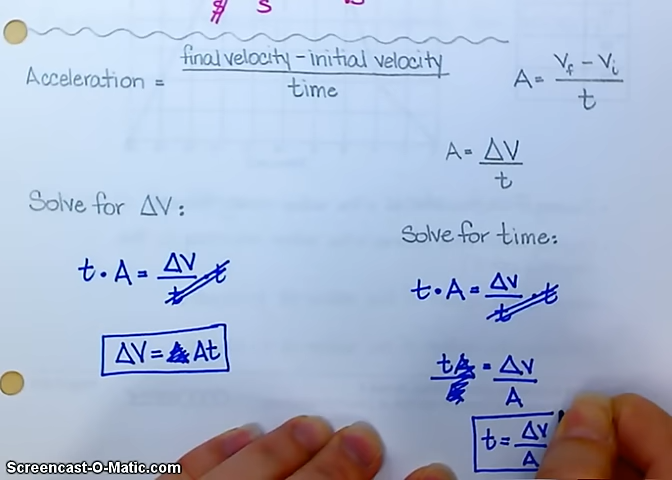 $ s
Acceleration = final velocity - initial velocity / time
A = Vf - Vi / t
A = ΔV / t
Solve for ΔV:
t · A = ΔV / t · t
ΔV = At
Solve for time:
t · A = ΔV / t · t
tA / A = ΔV / A
t = ΔV / A
Screencast-O-Matic.com